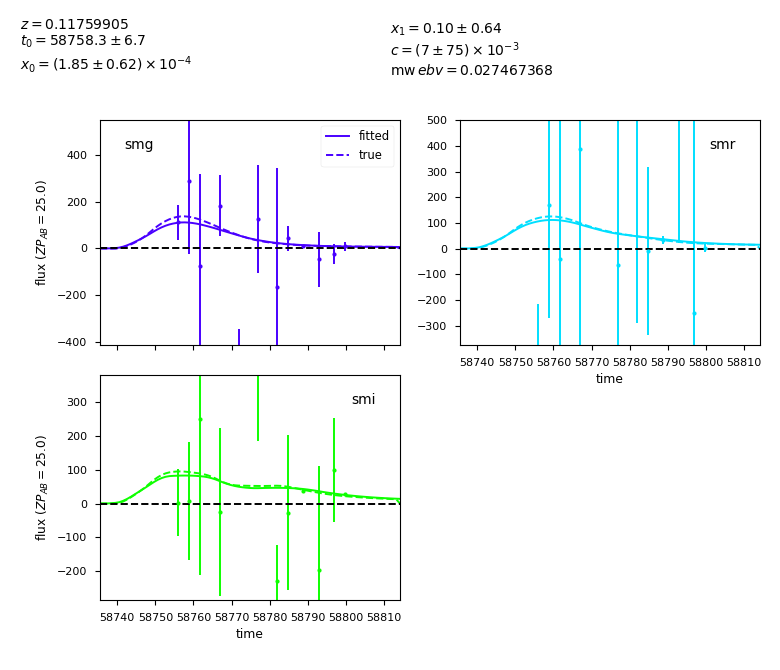 z = 0.11759905
t₀ = 58758.3 ± 6.7
x₀ = (1.85 ± 0.62) × 10⁻⁴
x₁ = 0.10 ± 0.64
c = (7 ± 75) × 10⁻³
mw ebv = 0.027467368
smg
fitted
true
400
200
0
−200
−400
flux (ZP_AB = 25.0)
smr
500
400
300
200
100
0
−100
−200
−300
58740 58750 58760 58770 58780 58790 58800 58810
time
smi
300
200
100
0
−100
−200
flux (ZP_AB = 25.0)
58740 58750 58760 58770 58780 58790 58800 58810
time